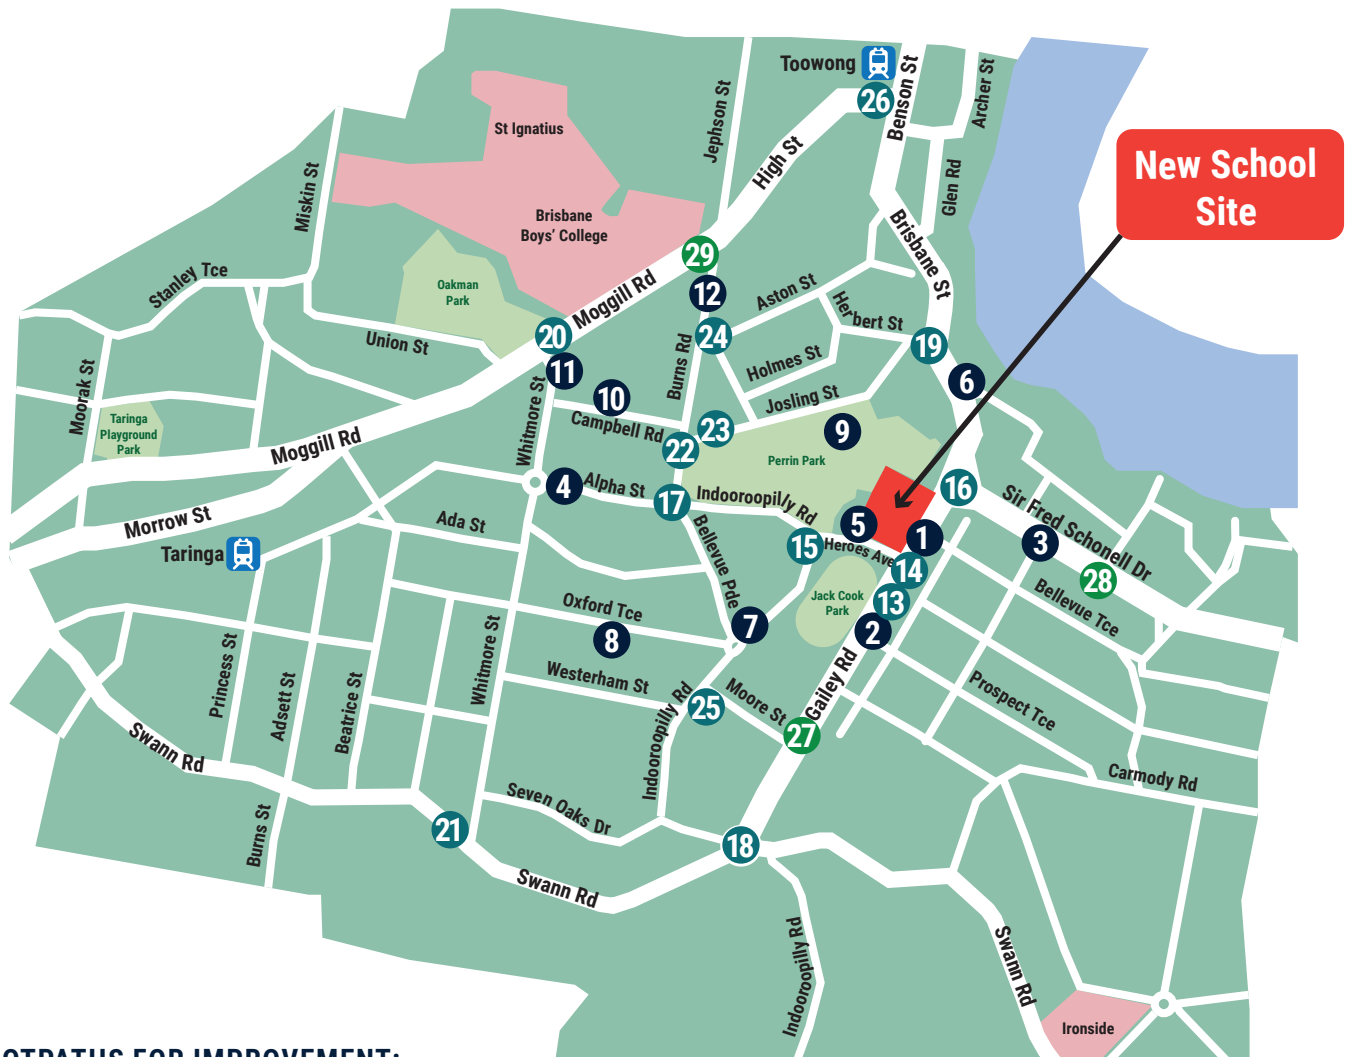 Toowong
26
Benson St
Archer St
St Ignatius
Jephson St
High St
New School
Site
Miskin St
Glen Rd
Brisbane
Boys' College
Brisbane St
29
Stanley Tce
Oakman
Park
Moggill Rd
12
Aston St
Herbert St
20
24
19
Union St
Burns Rd
Holmes St
11
6
Moorak St
10
Josling St
Whitmore St
Taringa
Playground
Park
Campbell Rd
23
9
22
Moggill Rd
Perrin Park
4
Alpha St
17
Indooroopilly Rd
16
Sir Fred Schonell Dr
Morrow St
Ada St
5
1
3
Taringa
Bellevue Pde
15
Heroes Ave
14
28
Oxford Tce
Jack Cook
Park
13
Bellevue Tce
7
2
8
Princess St
Whitmore St
Westerham St
Adsett St
Beatrice St
Moore St
Gailey Rd
Prospect Tce
25
27
Swann Rd
Indooroopilly Rd
Carmody Rd
Seven Oaks Dr
Burns St
21
18
Swann Rd
Indooroopilly Rd
Swann Rd
Ironside
OTPATHS FOR IMPROVEMENT: